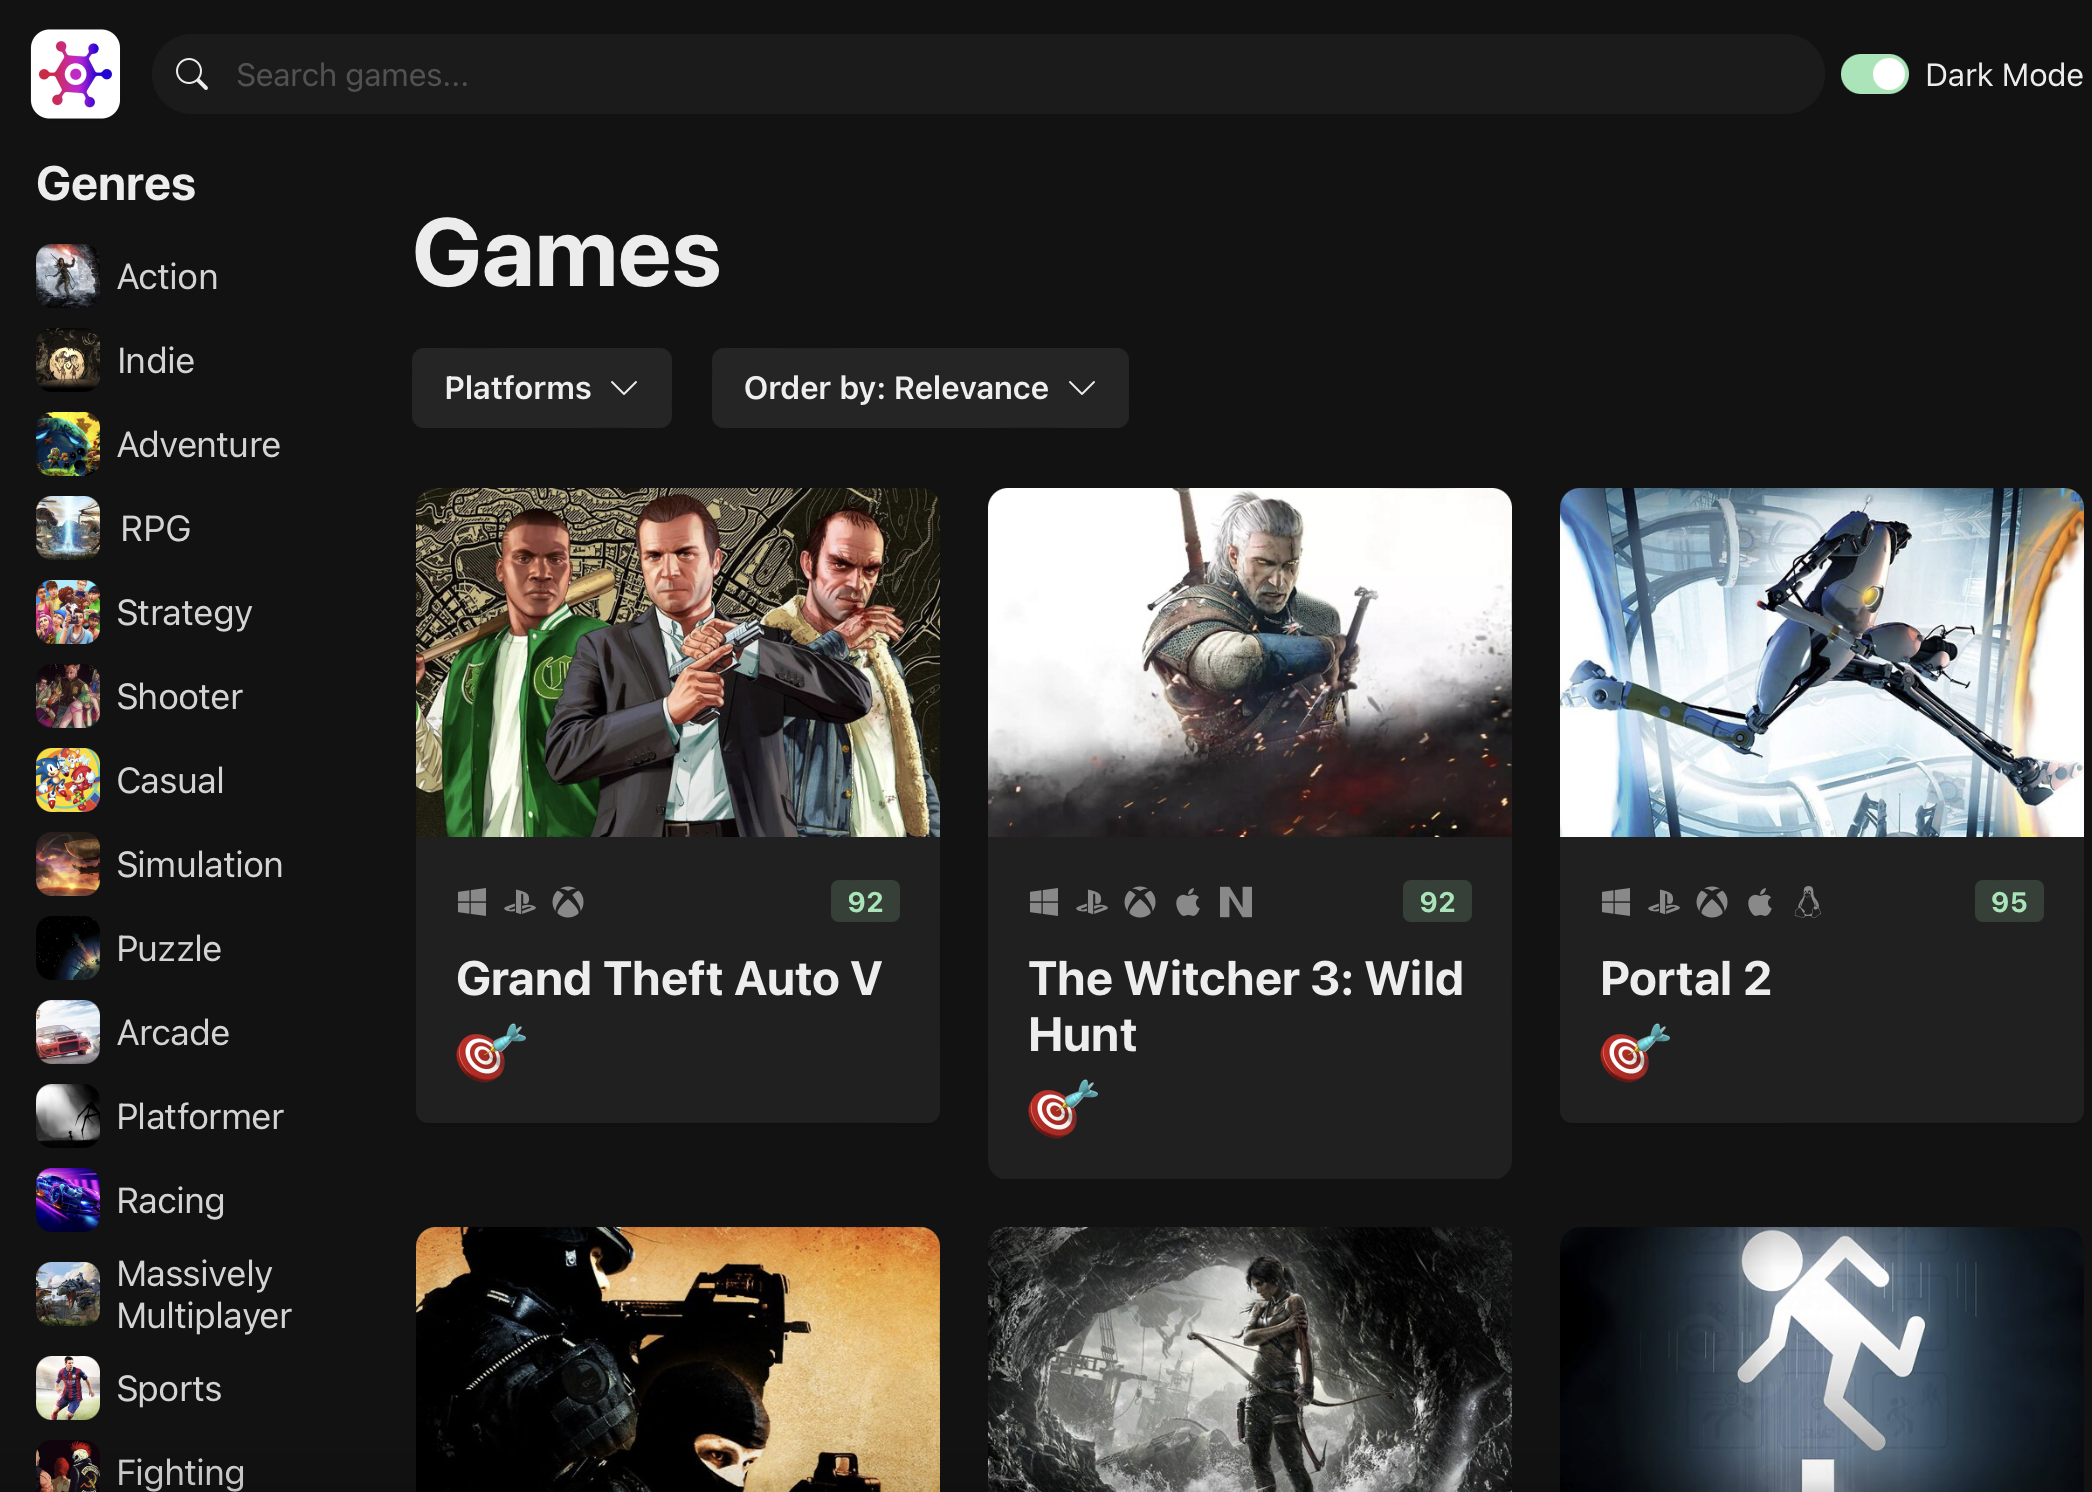 Search games...
Dark Mode
Genres
Action
Indie
Adventure
RPG
Strategy
Shooter
Casual
Simulation
Puzzle
Arcade
Platformer
Racing
Massively
Multiplayer
Sports
Fighting
Games
Platforms
Order by: Relevance
92
Grand Theft Auto V
92
The Witcher 3: Wild
Hunt
95
Portal 2